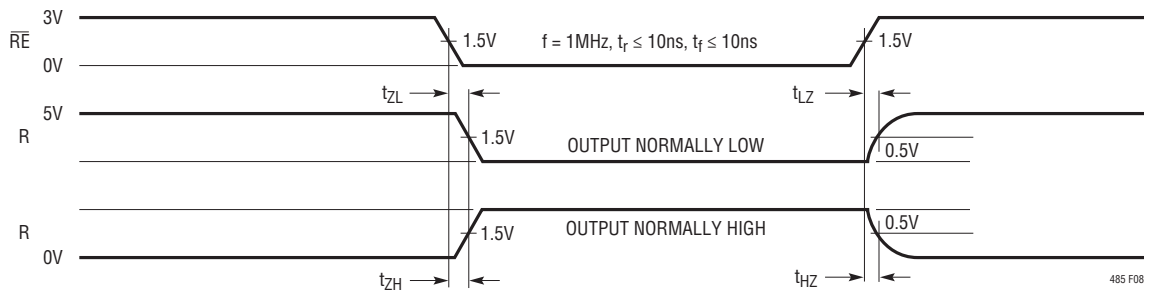 3V
R̅E̅
1.5V
f = 1MHz, tr ≤ 10ns, tf ≤ 10ns
1.5V
0V
tZL
tLZ
5V
R
1.5V
OUTPUT NORMALLY LOW
0.5V
R
1.5V
OUTPUT NORMALLY HIGH
0.5V
0V
tZH
tHZ
485 F08